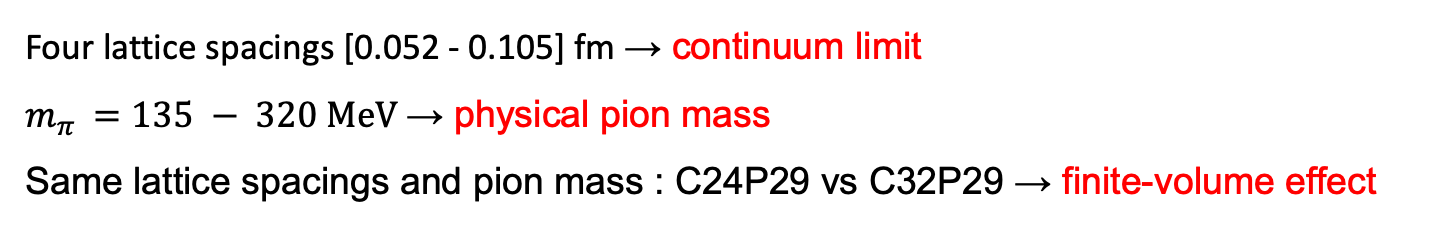 Four lattice spacings [0.052 - 0.105] fm → continuum limit
m_π = 135 − 320 MeV → physical pion mass
Same lattice spacings and pion mass : C24P29 vs C32P29 → finite-volume effect